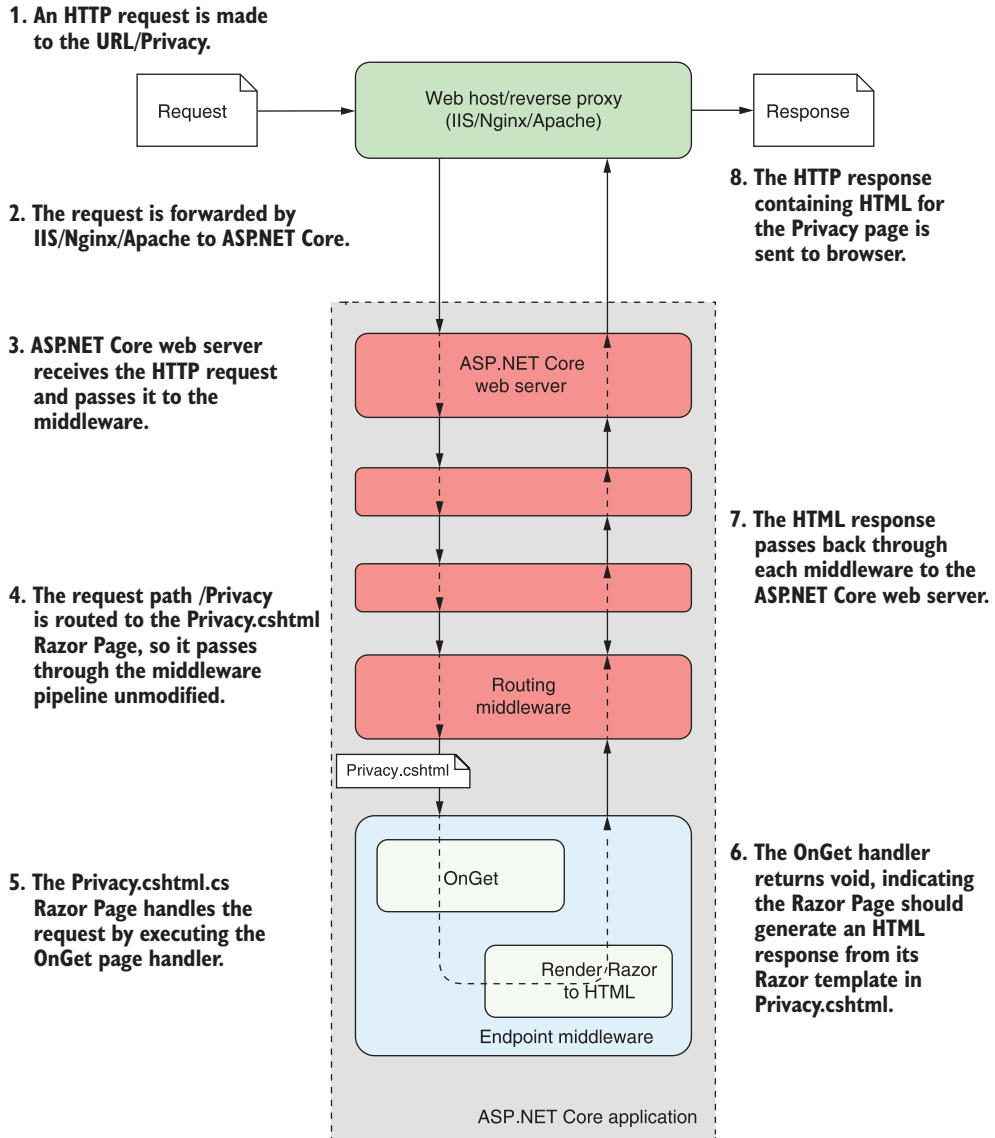 1. An HTTP request is made
to the URL/Privacy.
Request
Web host/reverse proxy
(IIS/Nginx/Apache)
Response
2. The request is forwarded by
IIS/Nginx/Apache to ASP.NET Core.
8. The HTTP response
containing HTML for
the Privacy page is
sent to browser.
3. ASP.NET Core web server
receives the HTTP request
and passes it to the
middleware.
ASP.NET Core
web server
4. The request path /Privacy
is routed to the Privacy.cshtml
Razor Page, so it passes
through the middleware
pipeline unmodified.
7. The HTML response
passes back through
each middleware to the
ASP.NET Core web server.
Routing
middleware
Privacy.cshtml
5. The Privacy.cshtml.cs
Razor Page handles the
request by executing the
OnGet page handler.
OnGet
Render Razor
to HTML
Endpoint middleware
6. The OnGet handler
returns void, indicating
the Razor Page should
generate an HTML
response from its
Razor template in
Privacy.cshtml.
ASP.NET Core application